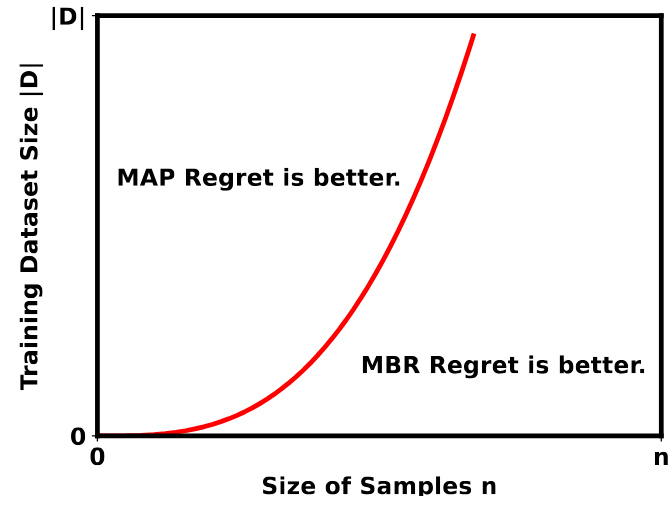 |D|
Training Dataset Size |D|
MAP Regret is better.
MBR Regret is better.
0
0
n
Size of Samples n